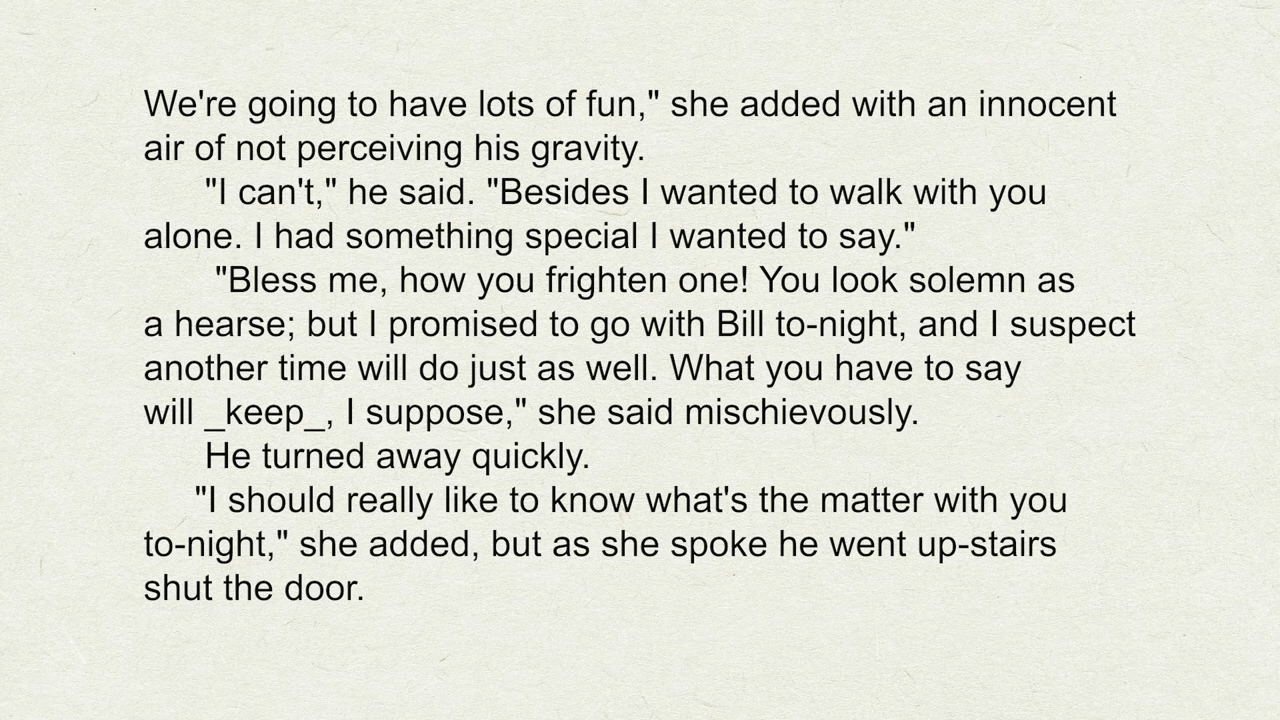 We're going to have lots of fun," she added with an innocent
air of not perceiving his gravity.
"I can't," he said. "Besides I wanted to walk with you
alone. I had something special I wanted to say."
"Bless me, how you frighten one! You look solemn as
a hearse; but I promised to go with Bill to-night, and I suspect
another time will do just as well. What you have to say
will _keep_, I suppose," she said mischievously.
He turned away quickly.
"I should really like to know what's the matter with you
to-night," she added, but as she spoke he went up-stairs
shut the door.